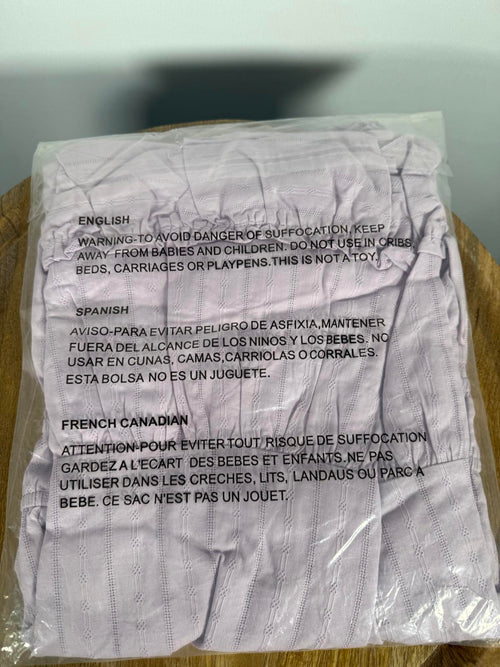 ENGLISH
WARNING-TO AVOID DANGER OF SUFFOCATION, KEEP
AWAY FROM BABIES AND CHILDREN. DO NOT USE IN CRIBS,
BEDS, CARRIAGES OR PLAYPENS.THIS IS NOT A TOY.
SPANISH
AVISO-PARA EVITAR PELIGRO DE ASFIXIA,MANTENER
FUERA DEL ALCANCE DE LOS NINOS Y LOS BEBES. NO
USAR EN CUNAS, CAMAS,CARRIOLAS O CORRALES.
ESTA BOLSA NO ES UN JUGUETE.
FRENCH CANADIAN
ATTENTION-POUR EVITER TOUT RISQUE DE SUFFOCATION
GARDEZ A L'ECART DES BEBES ET ENFANTS.NE PAS
UTILISER DANS LES CRECHES, LITS, LANDAUS OU PARC A
BEBE. CE SAC N'EST PAS UN JOUET.